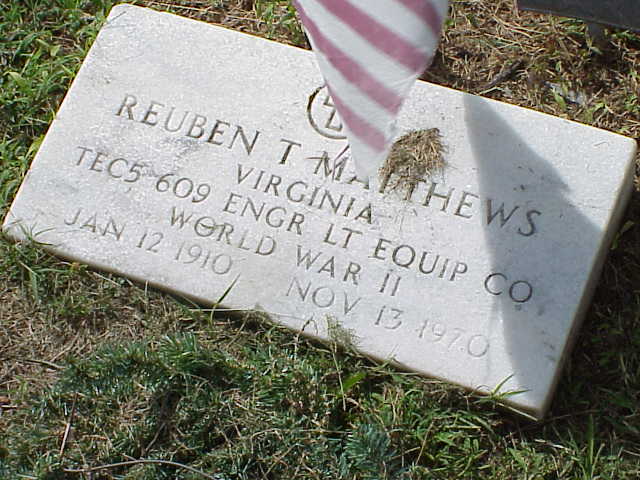 REUBEN T MATTHEWS
VIRGINIA
TEC5 609 ENGR LT EQUIP CO
WORLD WAR II
JAN 12 1910 NOV 13 1970